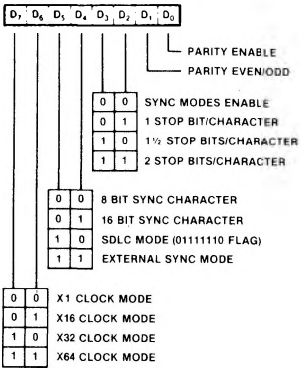 D7 D6 D5 D4 D3 D2 D1 D0
PARITY ENABLE
PARITY EVEN/ODD
0 0 SYNC MODES ENABLE
0 1 1 STOP BIT/CHARACTER
1 0 1½ STOP BITS/CHARACTER
1 1 2 STOP BITS/CHARACTER
0 0 8 BIT SYNC CHARACTER
0 1 16 BIT SYNC CHARACTER
1 0 SDLC MODE (01111110 FLAG)
1 1 EXTERNAL SYNC MODE
0 0 X1 CLOCK MODE
0 1 X16 CLOCK MODE
1 0 X32 CLOCK MODE
1 1 X64 CLOCK MODE